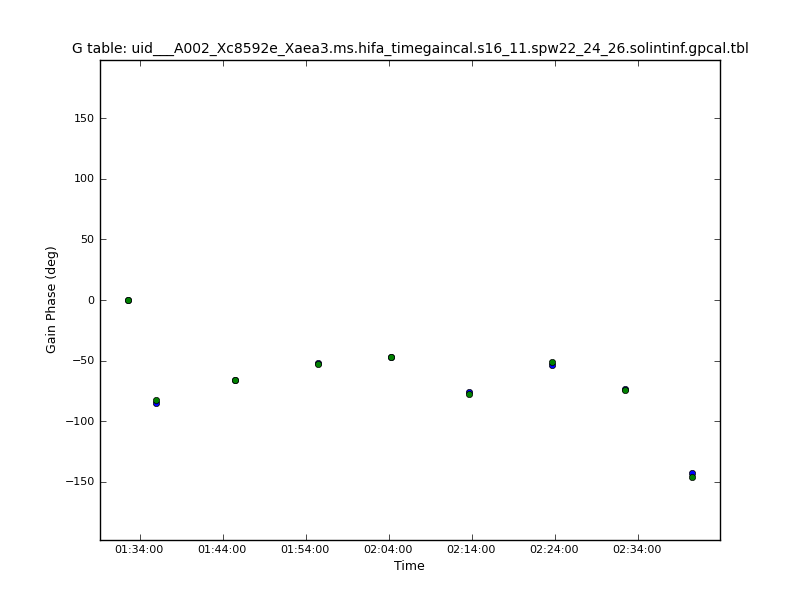 G table: uid___A002_Xc8592e_Xaea3.ms.hifa_timegaincal.s16_11.spw22_24_26.solintinf.gpcal.tbl
150
100
50
0
−50
−100
−150
Gain Phase (deg)
01:34:00 01:44:00 01:54:00 02:04:00 02:14:00 02:24:00 02:34:00
Time